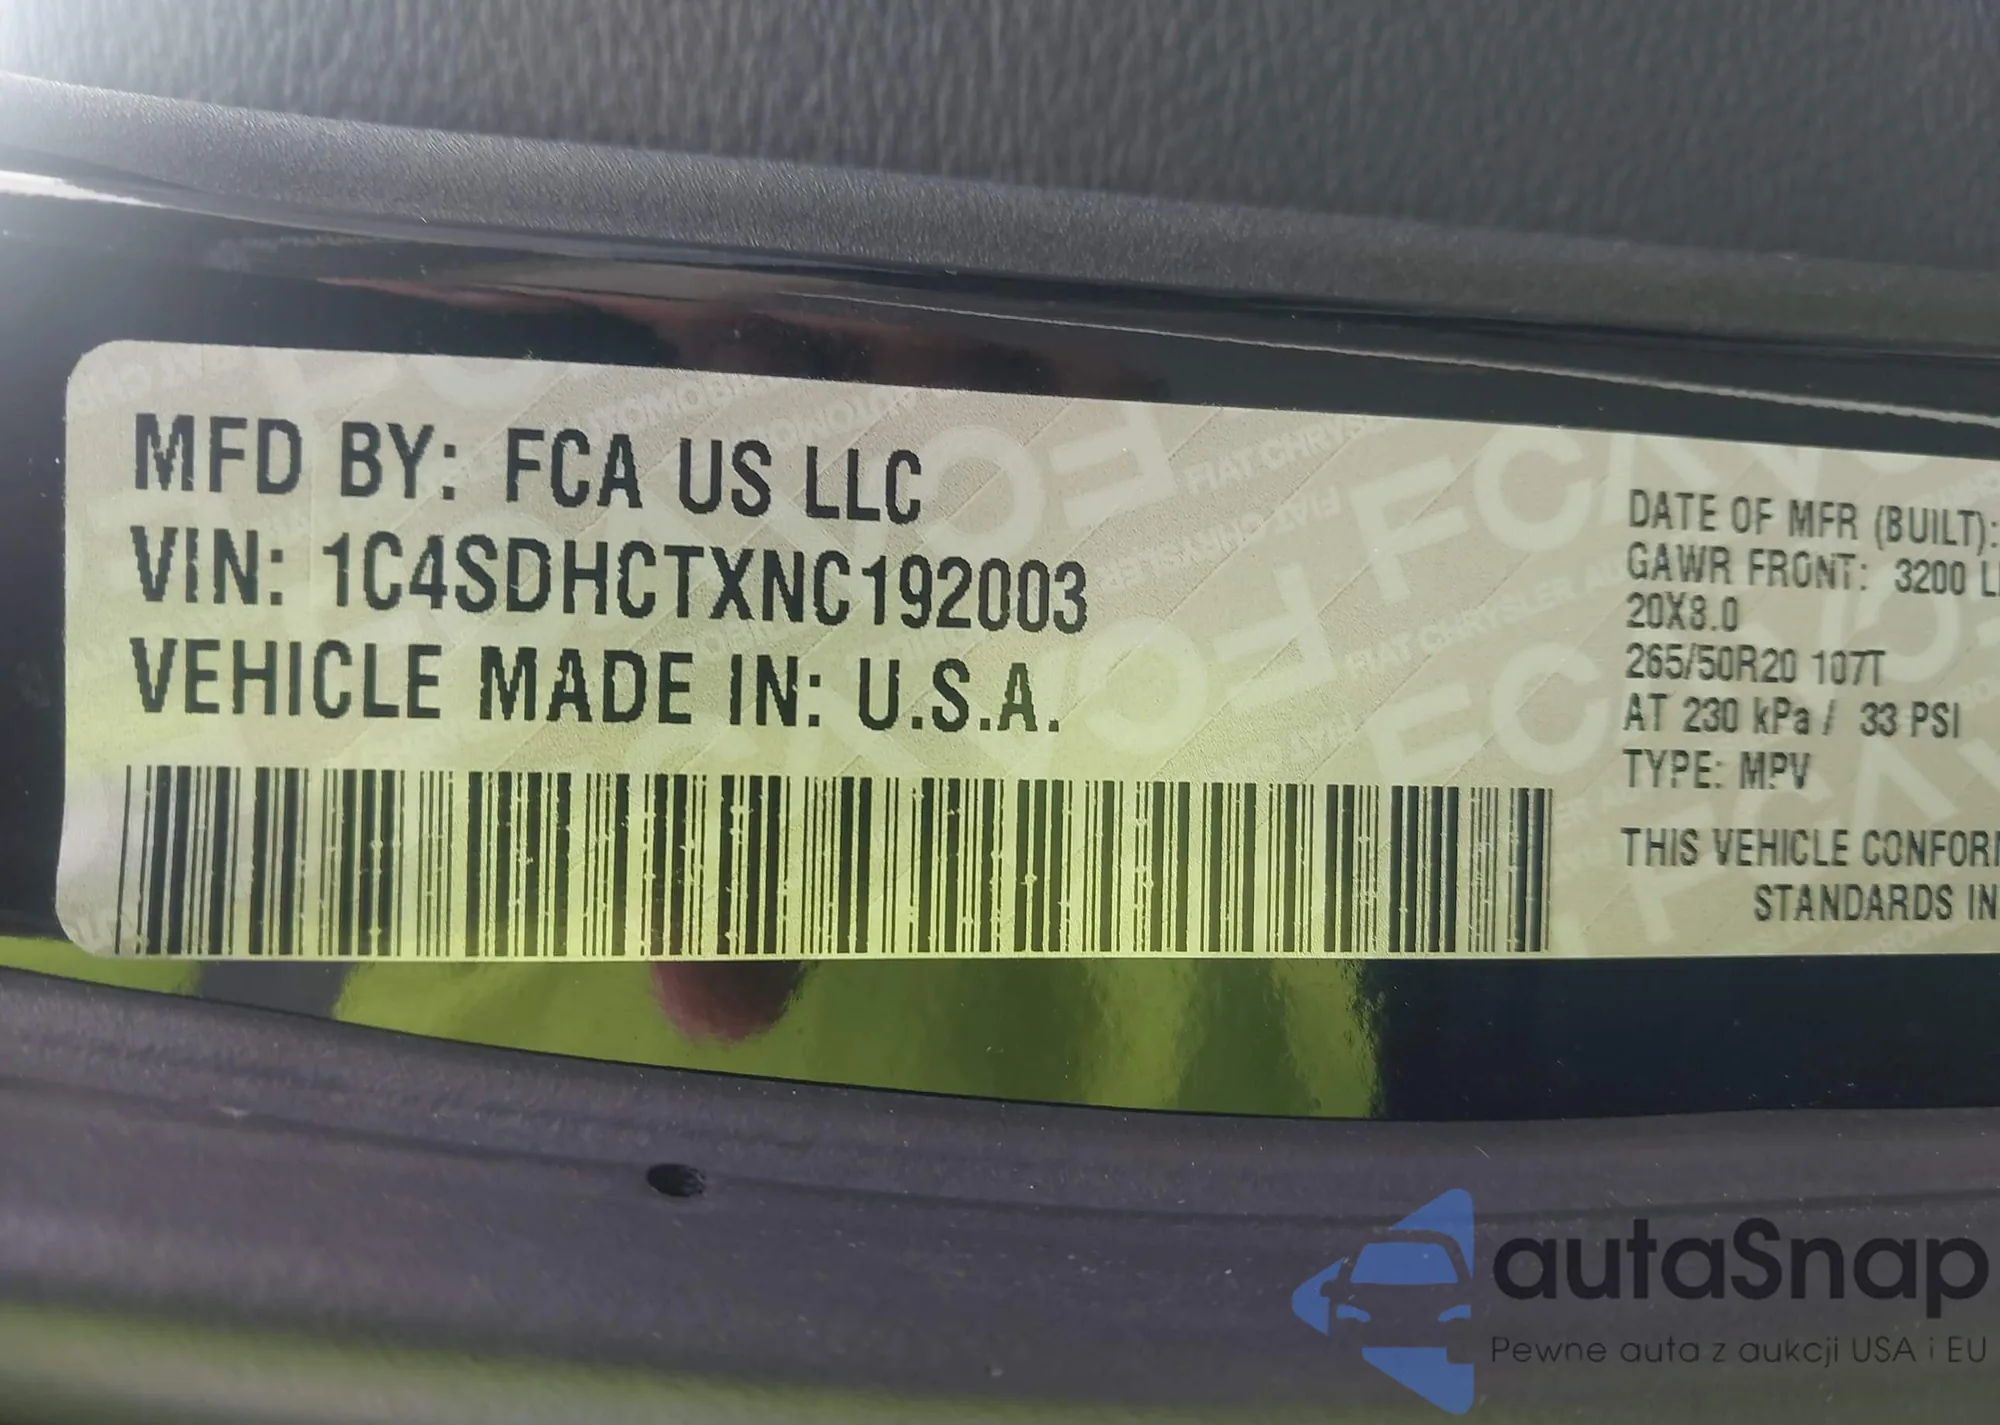 MFD BY: FCA US LLC
VIN: 1C4SDHCTXNC192003
VEHICLE MADE IN: U.S.A.
DATE OF MFR (BUILT):
GAWR FRONT: 3200 L
20X8.0
265/50R20 107T
AT 230 kPa / 33 PSI
TYPE: MPV
THIS VEHICLE CONFOR
STANDARDS IN
autaSnap
Pewne auta z aukcji USA i EU